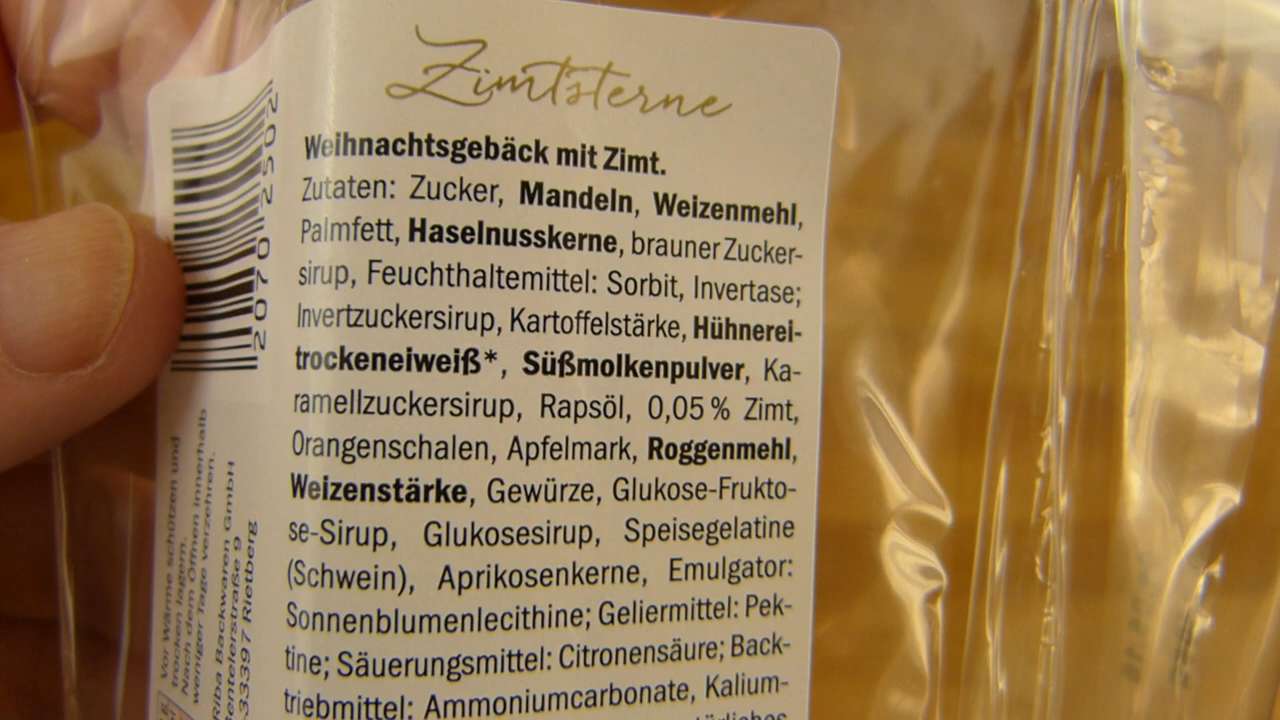 Zimtsterne
Weihnachtsgebäck mit Zimt.
Zutaten: Zucker, Mandeln, Weizenmehl,
Palmfett, Haselnusskerne, brauner Zucker-
sirup, Feuchthaltemittel: Sorbit, Invertase;
Invertzuckersirup, Kartoffelstärke, Hühnerei-
trockeneiweiß*, Süßmolkenpulver, Ka-
ramellzuckersirup, Rapsöl, 0,05 % Zimt,
Orangenschalen, Apfelmark, Roggenmehl,
Weizenstärke, Gewürze, Glukose-Frukto-
se-Sirup, Glukosesirup, Speisegelatine
(Schwein), Aprikosenkerne, Emulgator:
Sonnenblumenlecithine; Geliermittel: Pek-
tine; Säuerungsmittel: Citronensäure; Back-
triebmittel: Ammoniumcarbonate, Kalium-
2070 2502
Vor Wärme schützen und
trocken lagern.
Nach dem Öffnen innerhalb
weniger Tage verzehren.
Riba Backwaren GmbH
entelerstraße 9
33397 Rietberg